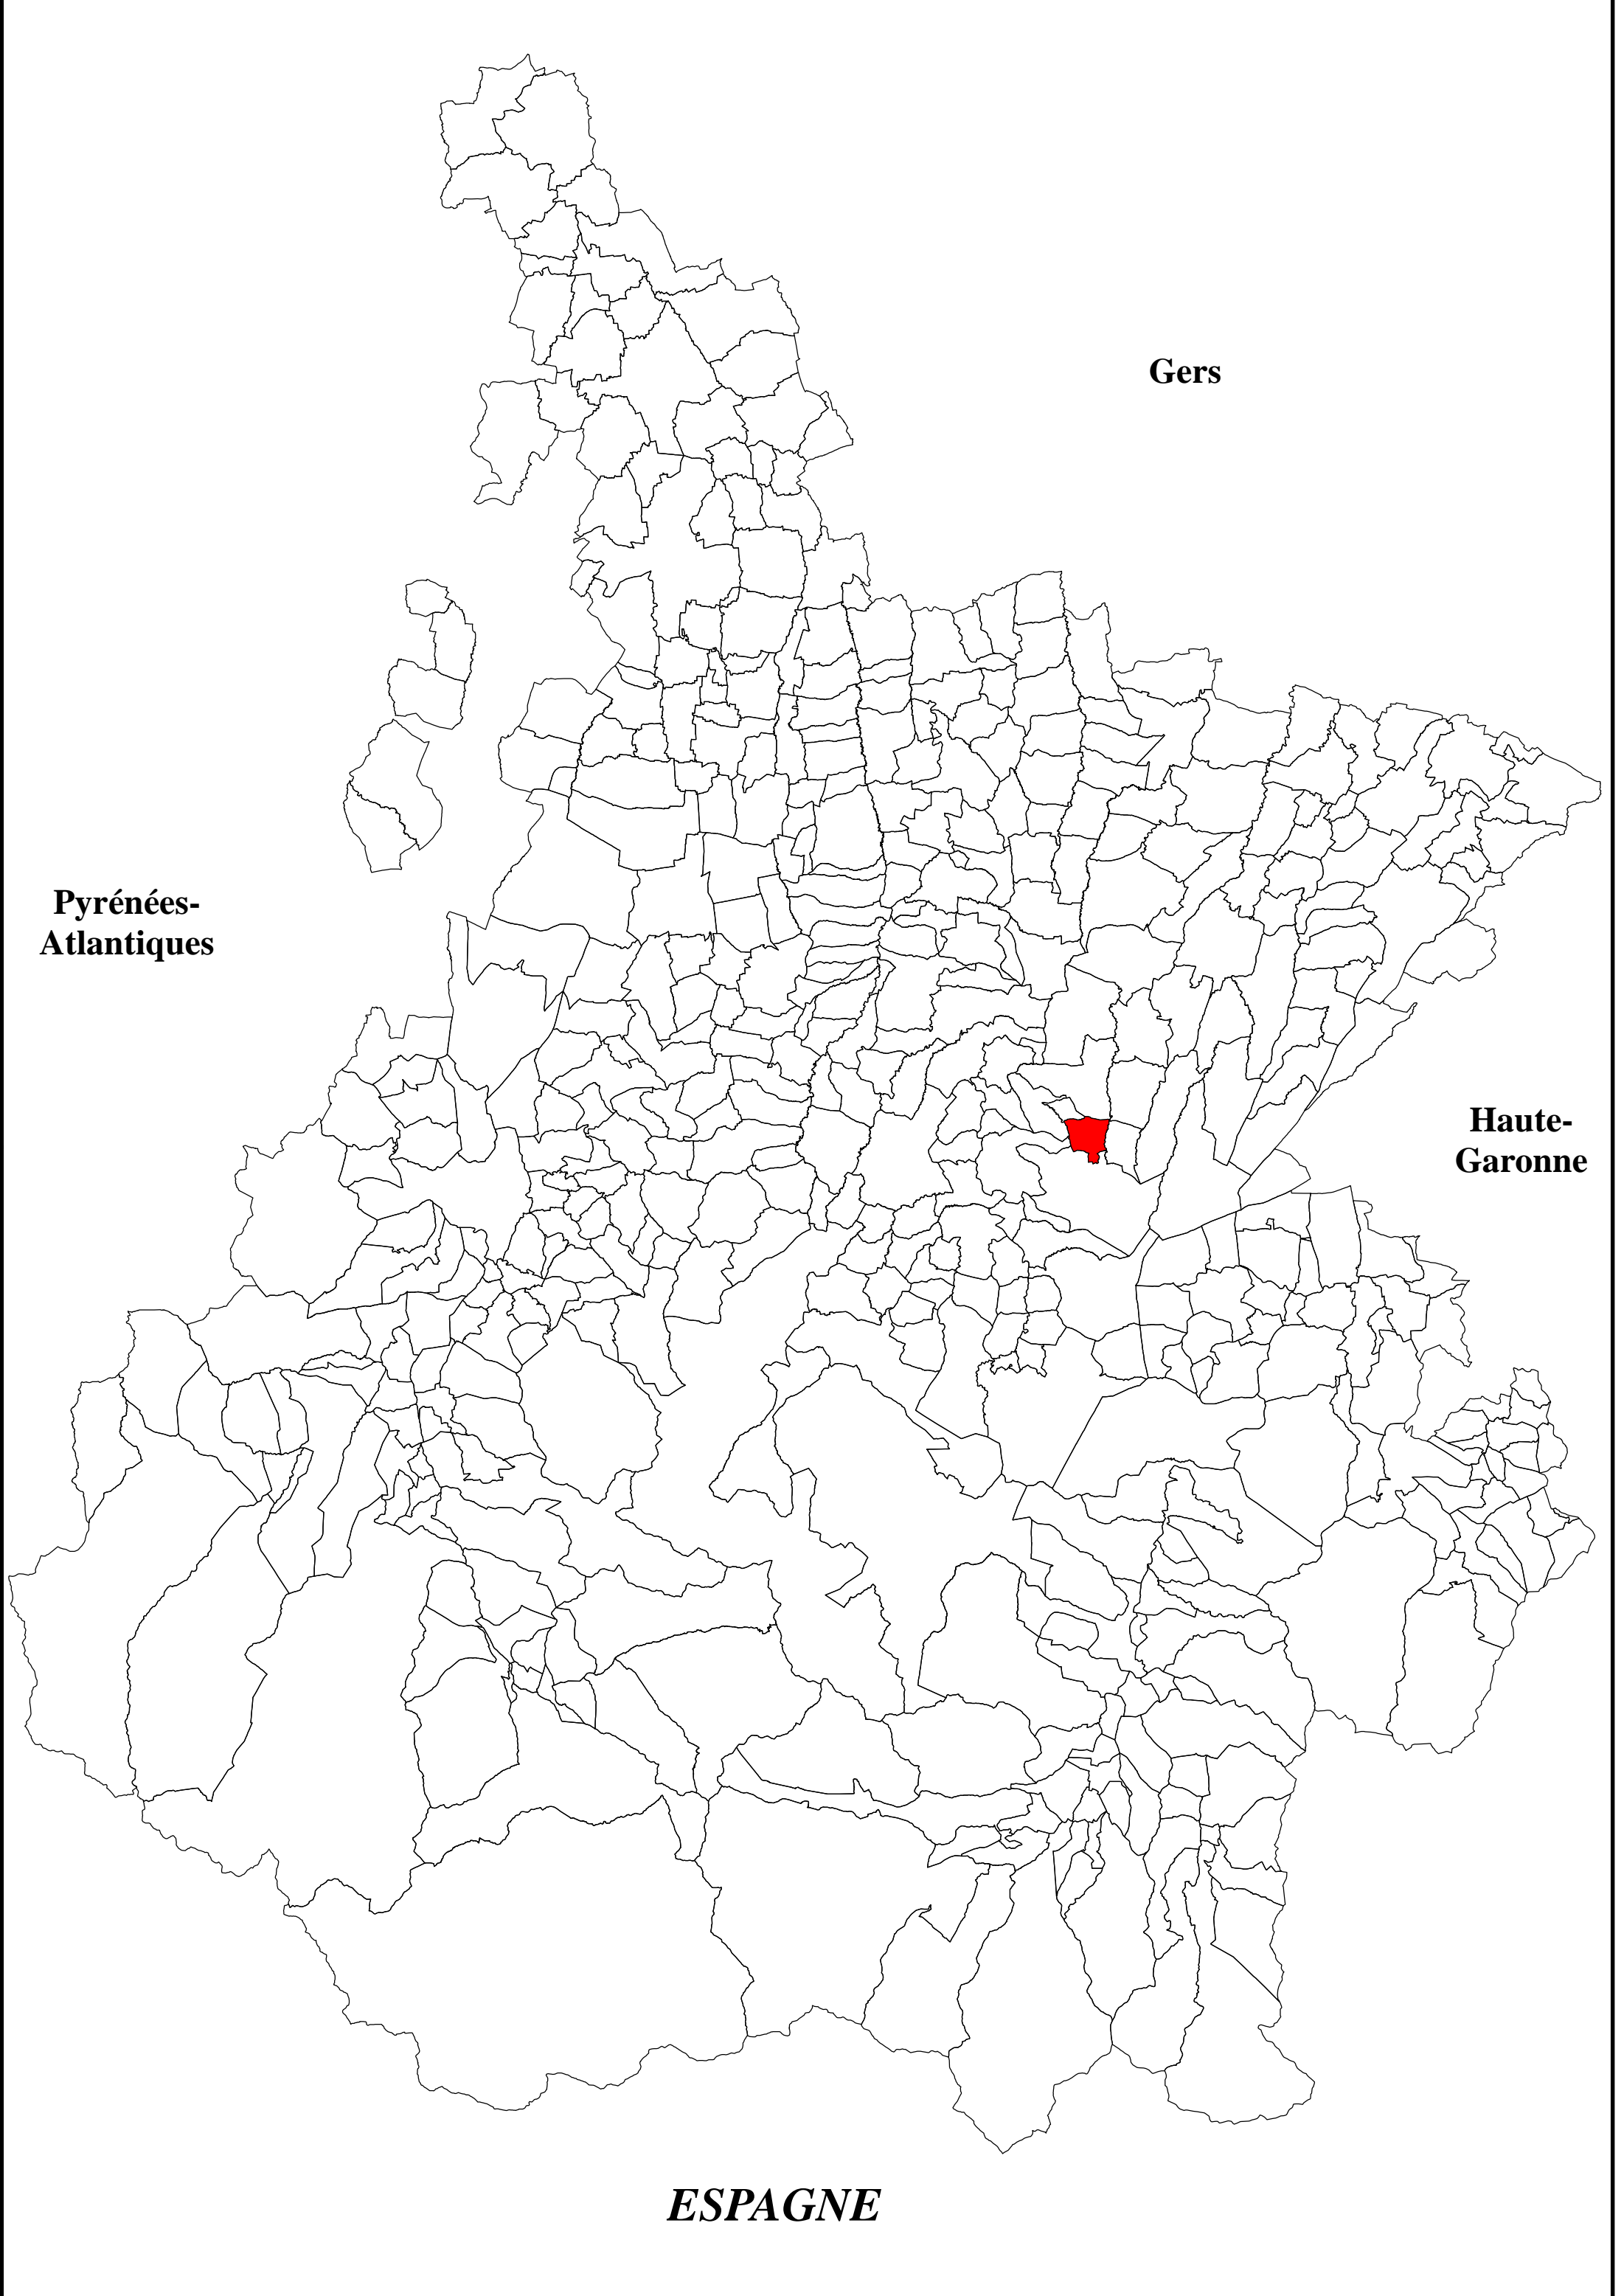 Gers
Pyrénées-
Atlantiques
Haute-
Garonne
ESPAGNE